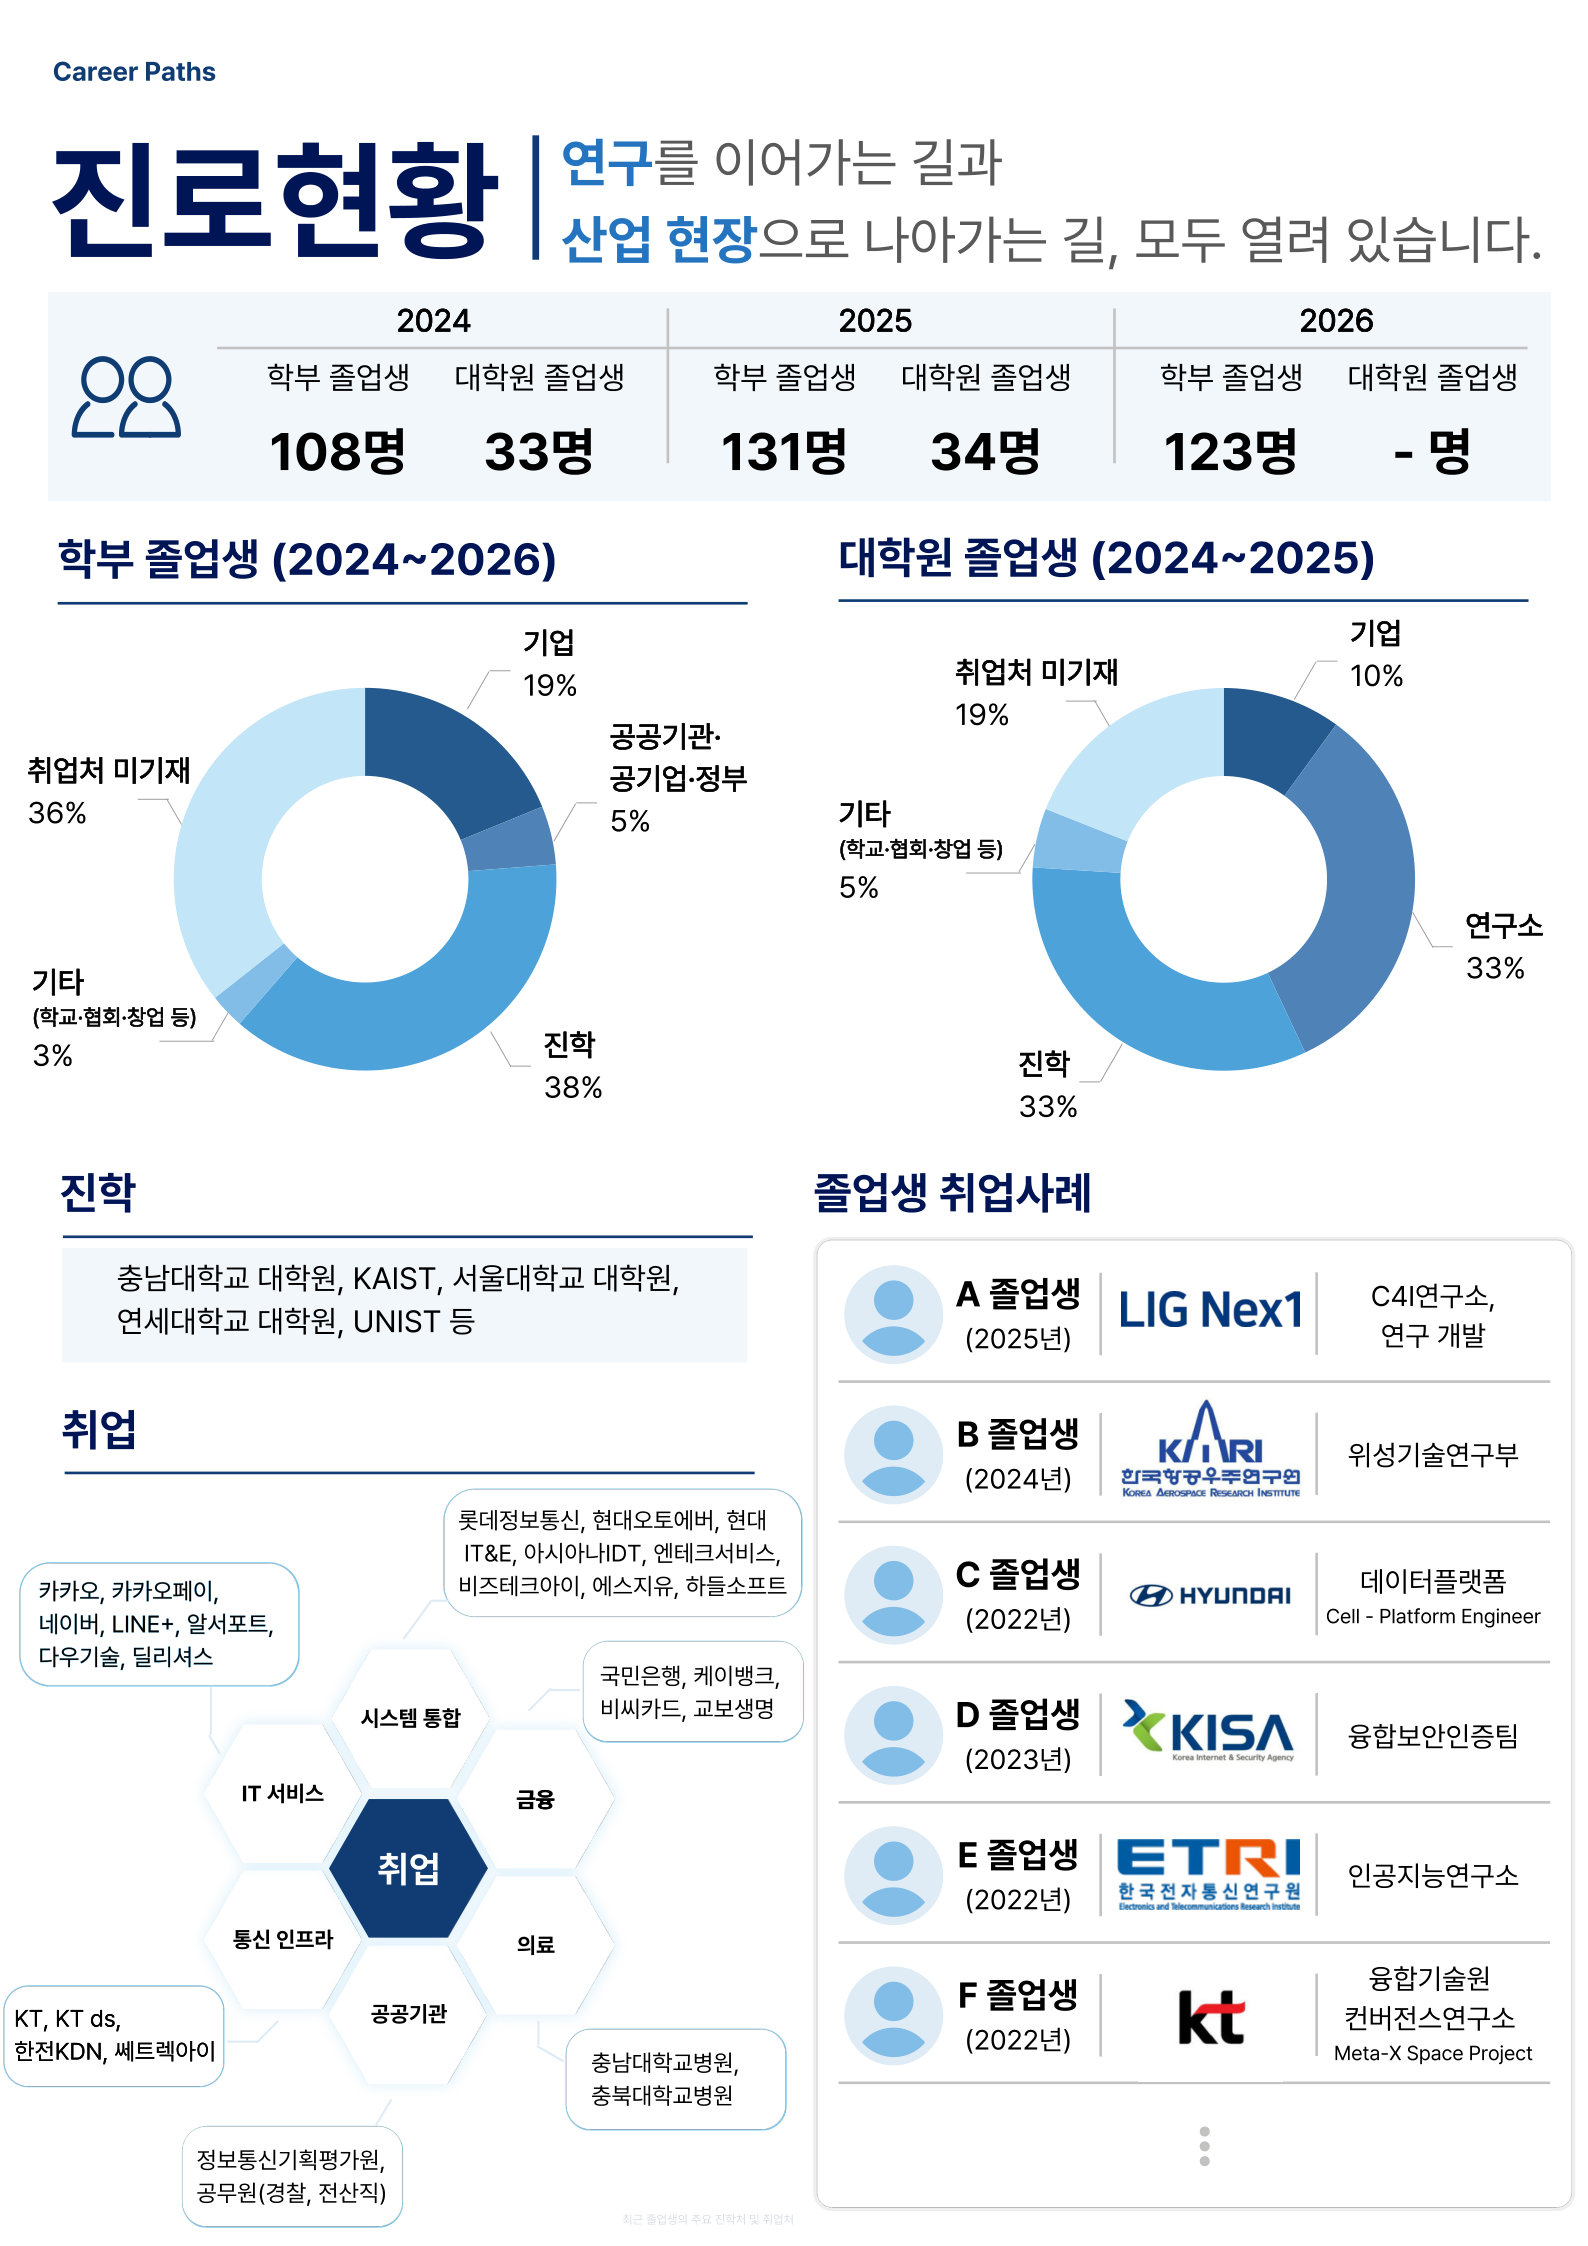 Career Paths
진로현황
연구를 이어가는 길과
산업 현장으로 나아가는 길, 모두 열려 있습니다.
2024
2025
2026
학부 졸업생
대학원 졸업생
학부 졸업생
대학원 졸업생
학부 졸업생
대학원 졸업생
108명
33명
131명
34명
123명
- 명
학부 졸업생 (2024~2026)
기업
19%
공공기관·
공기업·정부
5%
취업처 미기재
36%
기타
(학교·협회·창업 등)
3%
진학
38%
대학원 졸업생 (2024~2025)
기업
10%
취업처 미기재
19%
기타
(학교·협회·창업 등)
5%
연구소
33%
진학
33%
진학
충남대학교 대학원, KAIST, 서울대학교 대학원,
연세대학교 대학원, UNIST 등
취업
롯데정보통신, 현대오토에버, 현대
IT&E, 아시아나IDT, 엔테크서비스,
비즈테크아이, 에스지유, 하들소프트
카카오, 카카오페이,
네이버, LINE+, 알서포트,
다우기술, 딜리셔스
국민은행, 케이뱅크,
비씨카드, 교보생명
시스템 통합
IT 서비스
금융
취업
통신 인프라
의료
공공기관
KT, KT ds,
한전KDN, 쎄트렉아이
충남대학교병원,
충북대학교병원
정보통신기획평가원,
공무원(경찰, 전산직)
최근 졸업생의 주요 진학처 및 취업처
졸업생 취업사례
A 졸업생
(2025년)
LIG Nex1
C4I연구소,
연구 개발
B 졸업생
(2024년)
KARI
한국항공우주연구원
KOREA AEROSPACE RESEARCH INSTITUTE
위성기술연구부
C 졸업생
(2022년)
HYUNDAI
데이터플랫폼
Cell - Platform Engineer
D 졸업생
(2023년)
KISA
Korea Internet & Security Agency
융합보안인증팀
E 졸업생
(2022년)
ETRI
한국전자통신연구원
Electronics and Telecommunications Research Institute
인공지능연구소
F 졸업생
(2022년)
kt
융합기술원
컨버전스연구소
Meta-X Space Project